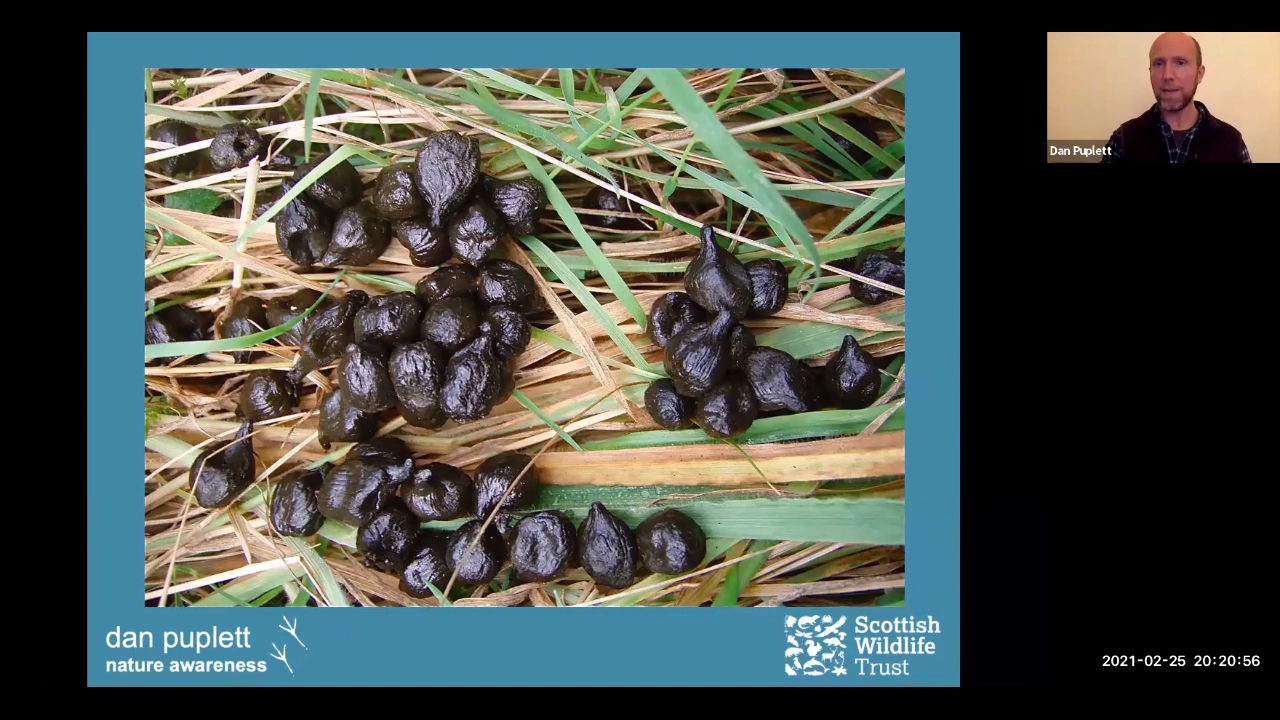 Dan Puplett
dan puplett
nature awareness
Scottish
Wildlife
Trust
2021-02-25 20:20:56